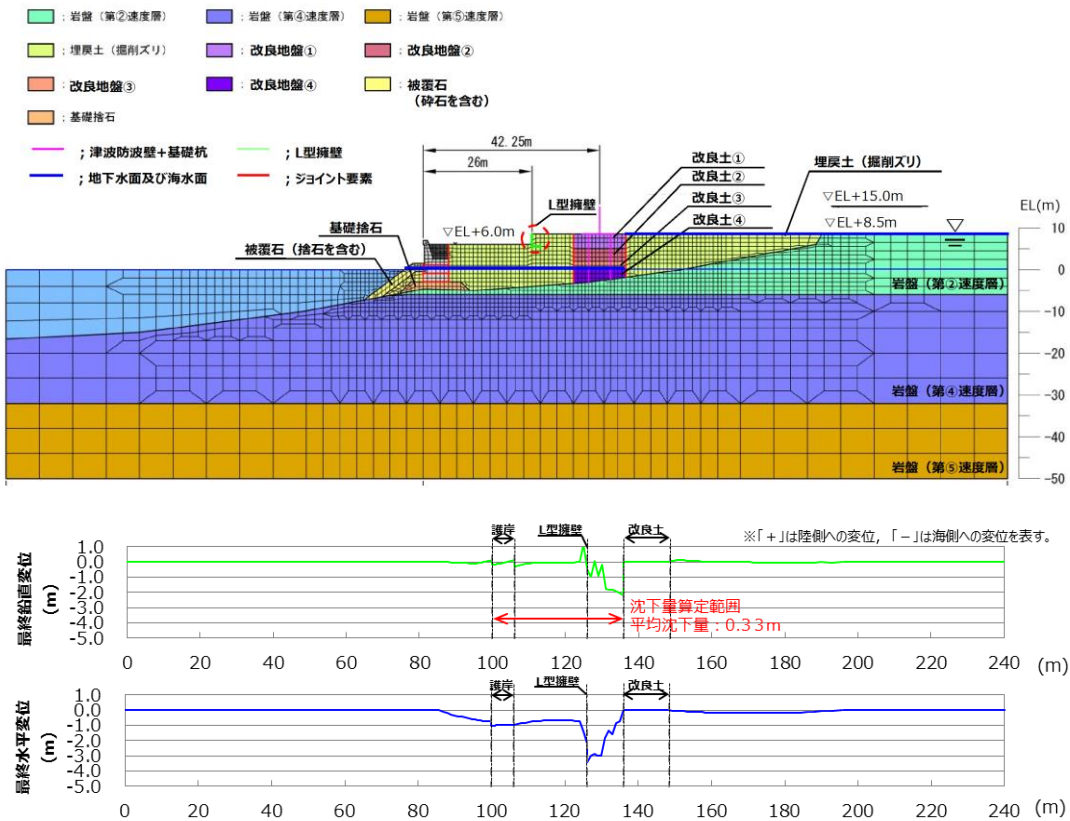 : 岩盤（第②速度層） : 岩盤（第④速度層） : 岩盤（第⑤速度層）
: 埋戻土（掘削ズリ） : 改良地盤① : 改良地盤②
: 改良地盤③ : 改良地盤④ : 被覆石
（砕石を含む）
: 基礎捨石
; 津波防波壁+基礎杭 ; L型擁壁
; 地下水面及び海水面 ; ジョイント要素
42.25m
26m
改良土①
改良土②
改良土③
改良土④
埋戻土（掘削ズリ）
L型擁壁
基礎捨石
被覆石（捨石を含む）
▽EL+6.0m
▽EL+15.0m
▽EL+8.5m
EL(m)
10
0
-10
-20
-30
-40
-50
岩盤（第②速度層）
岩盤（第④速度層）
岩盤（第⑤速度層）
※「+」は陸側への変位，「-」は海側への変位を表す。
護岸 L型擁壁 改良土
最終鉛直変位
(m)
1.0
0.0
-1.0
-2.0
-3.0
-4.0
-5.0
沈下量算定範囲
平均沈下量：0.33m
0 20 40 60 80 100 120 140 160 180 200 220 240 (m)
護岸 L型擁壁 改良土
最終水平変位
(m)
1.0
0.0
-1.0
-2.0
-3.0
-4.0
-5.0
0 20 40 60 80 100 120 140 160 180 200 220 240 (m)